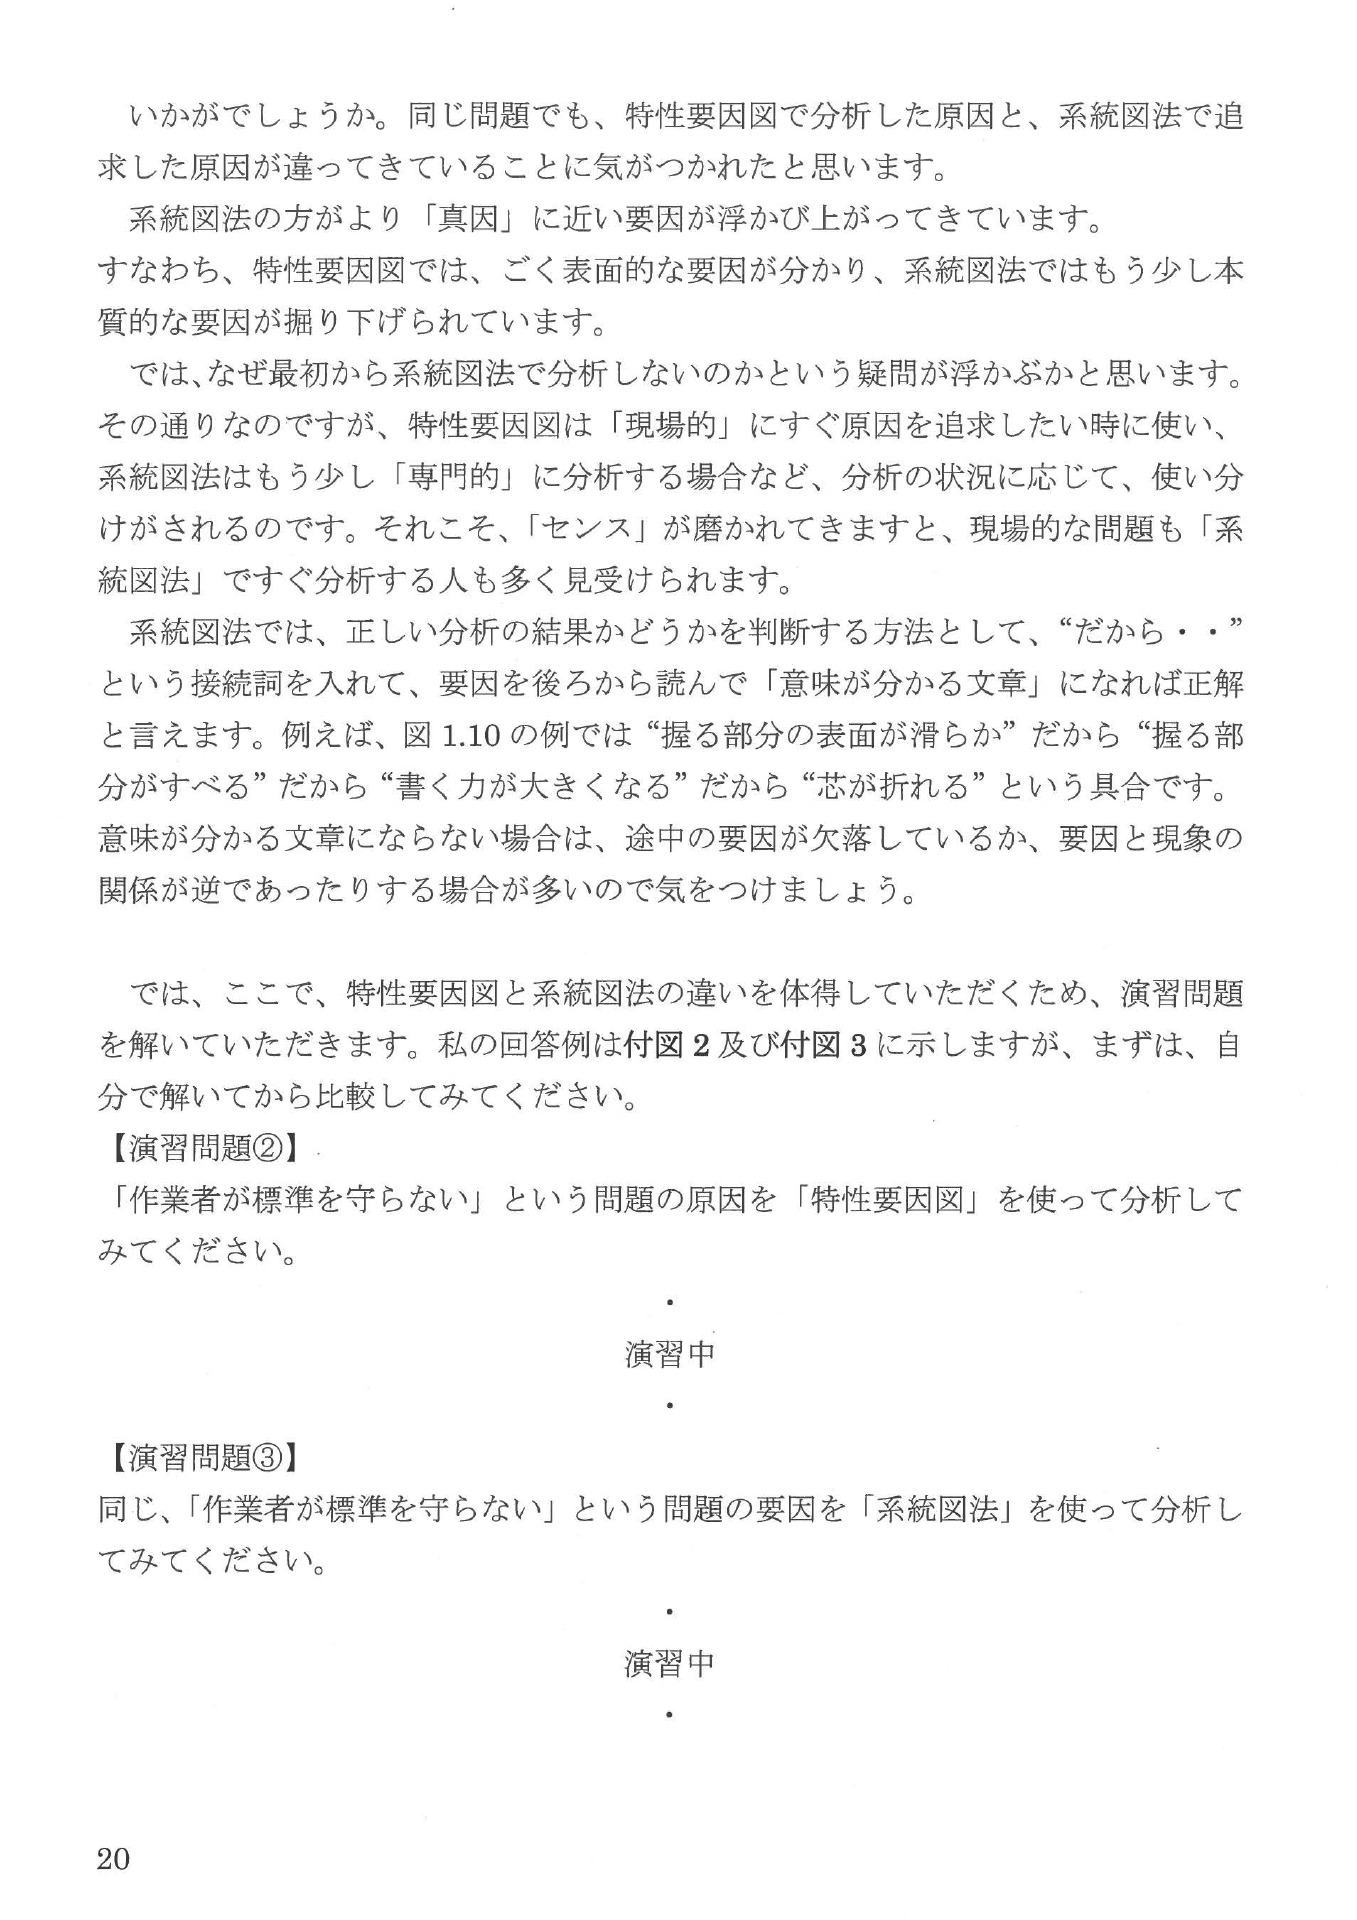 いかがでしょうか。同じ問題でも、特性要因図で分析した原因と、系統図法で追
求した原因が違ってきていることに気がつかれたと思います。
系統図法の方がより「真因」に近い要因が浮かび上がってきています。
すなわち、特性要因図では、ごく表面的な要因が分かり、系統図法ではもう少し本
質的な要因が掘り下げられています。
では、なぜ最初から系統図法で分析しないのかという疑問が浮かぶかと思います。
その通りなのですが、特性要因図は「現場的」にすぐ原因を追求したい時に使い、
系統図法はもう少し「専門的」に分析する場合など、分析の状況に応じて、使い分
けがされるのです。それこそ、「センス」が磨かれてきますと、現場的な問題も「系
統図法」ですぐ分析する人も多く見受けられます。
系統図法では、正しい分析の結果かどうかを判断する方法として、“だから・・”
という接続詞を入れて、要因を後ろから読んで「意味が分かる文章」になれば正解
と言えます。例えば、図 1.10 の例では “握る部分の表面が滑らか” だから “握る部
分がすべる” だから “書く力が大きくなる” だから “芯が折れる” という具合です。
意味が分かる文章にならない場合は、途中の要因が欠落しているか、要因と現象の
関係が逆であったりする場合が多いので気をつけましょう。
では、ここで、特性要因図と系統図法の違いを体得していただくため、演習問題
を解いていただきます。私の回答例は付図 2 及び付図 3 に示しますが、まずは、自
分で解いてから比較してみてください。
【演習問題②】
「作業者が標準を守らない」という問題の原因を「特性要因図」を使って分析して
みてください。
・
演習中
・
【演習問題③】
同じ、「作業者が標準を守らない」という問題の要因を「系統図法」を使って分析し
てみてください。
・
演習中
・
20